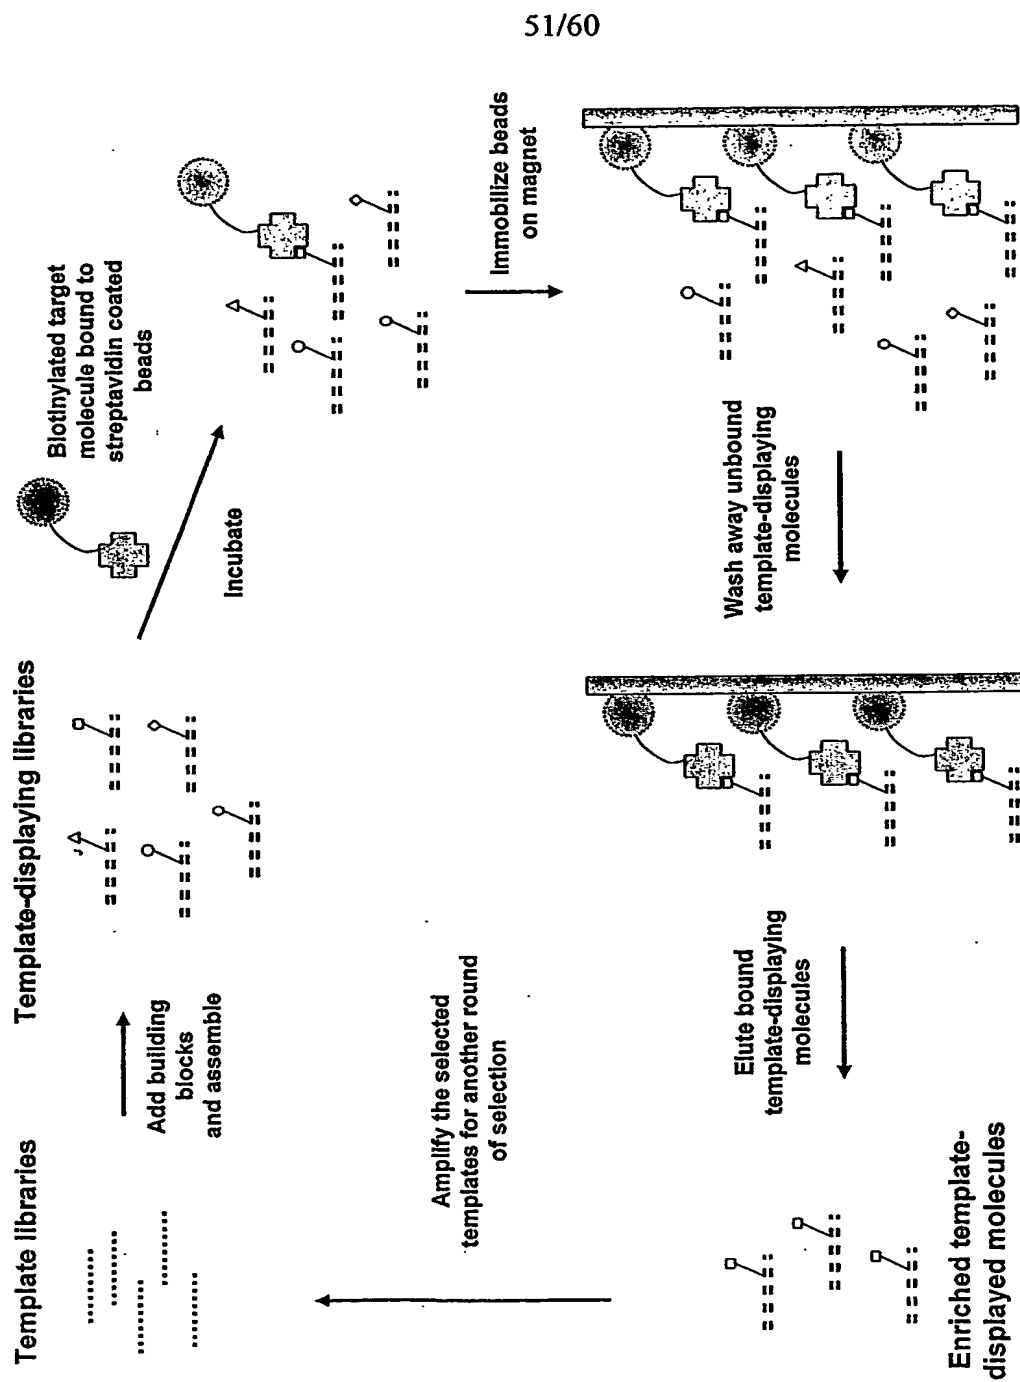 51/60
Template libraries
Add building
blocks
and assemble
Template-displaying libraries
Incubate
Biotinylated target
molecule bound to
streptavidin coated
beads
Immobilize beads
on magnet
Wash away unbound
template-displaying
molecules
Elute bound
template-displaying
molecules
Enriched template-
displayed molecules
Amplify the selected
templates for another round
of selection